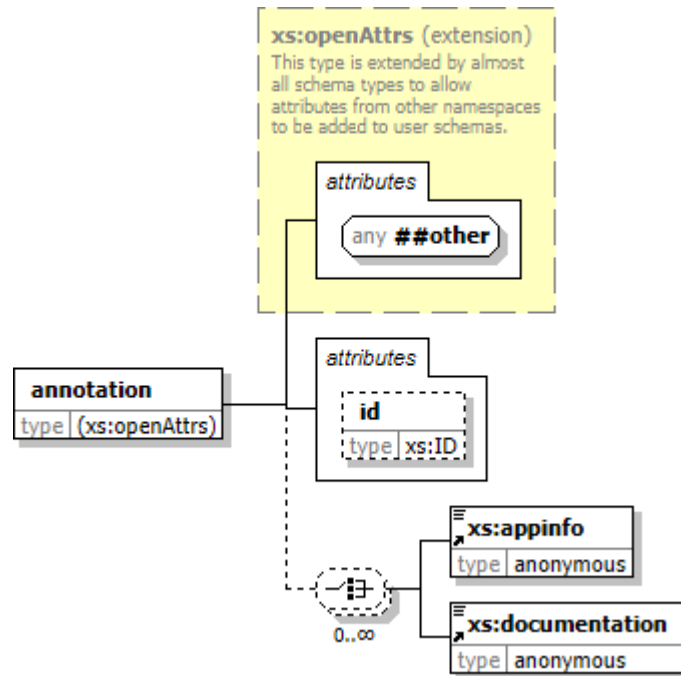 xs:openAttrs (extension)
This type is extended by almost
all schema types to allow
attributes from other namespaces
to be added to user schemas.
attributes
any ##other
attributes
annotation
type (xs:openAttrs)
id
type xs:ID
xs:appinfo
type anonymous
0..∞
xs:documentation
type anonymous